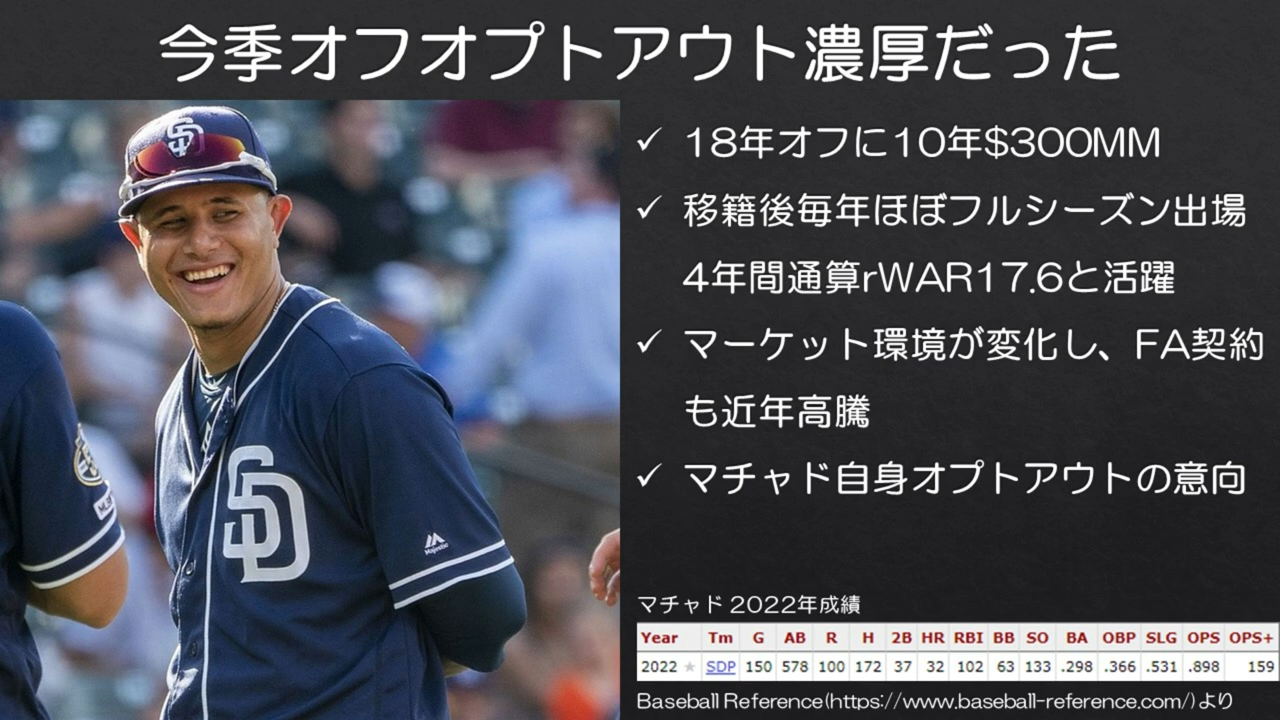 今季オフオプトアウト濃厚だった
✓ 18年オフに10年$300MM
✓ 移籍後毎年ほぼフルシーズン出場
4年間通算rWAR17.6と活躍
✓ マーケット環境が変化し、FA契約
も近年高騰
✓ マチャド自身オプトアウトの意向
SD
SD
Majestic
マチャド 2022年成績
Year Tm G AB R H 2B HR RBI BB SO BA OBP SLG OPS OPS+
2022 ★ SDP 150 578 100 172 37 32 102 63 133 .298 .366 .531 .898 159
Baseball Reference(https://www.baseball-reference.com/)より